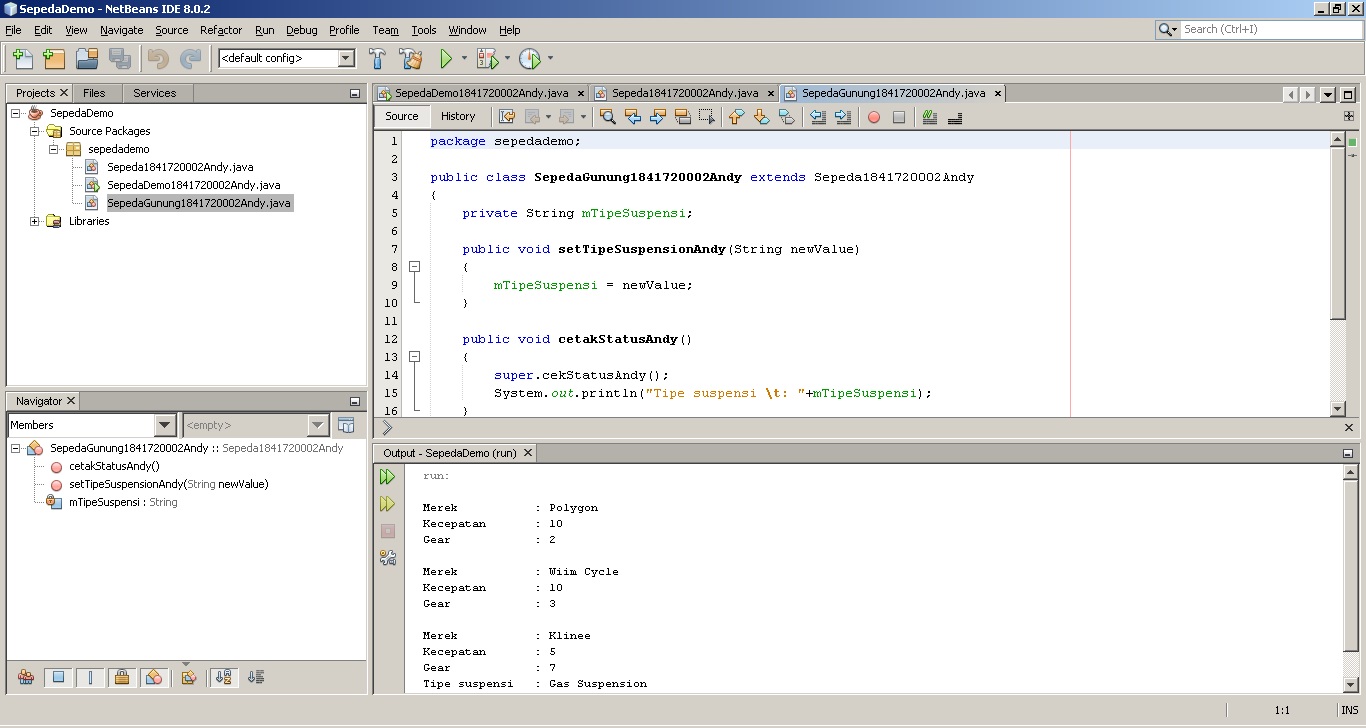 SepedaDemo - NetBeans IDE 8.0.2
File Edit View Navigate Source Refactor Run Debug Profile Team Tools Window Help
Search (Ctrl+I)
<default config>
Projects Files Services
SepedaDemo
Source Packages
sepedademo
Sepeda1841720002Andy.java
SepedaDemo1841720002Andy.java
SepedaGunung1841720002Andy.java
Libraries
Navigator
Members
<empty>
SepedaGunung1841720002Andy :: Sepeda1841720002Andy
cetakStatusAndy()
setTipeSuspensionAndy(String newValue)
mTipeSuspensi : String
SepedaDemo1841720002Andy.java Sepeda1841720002Andy.java SepedaGunung1841720002Andy.java
Source History
1 package sepedademo;
2
3 public class SepedaGunung1841720002Andy extends Sepeda1841720002Andy
4 {
5 private String mTipeSuspensi;
6
7 public void setTipeSuspensionAndy(String newValue)
8 {
9 mTipeSuspensi = newValue;
10 }
11
12 public void cetakStatusAndy()
13 {
14 super.cekStatusAndy();
15 System.out.println("Tipe suspensi \t: "+mTipeSuspensi);
16 }
Output - SepedaDemo (run)
run:
Merek : Polygon
Kecepatan : 10
Gear : 2
Merek : Wiim Cycle
Kecepatan : 10
Gear : 3
Merek : Klinee
Kecepatan : 5
Gear : 7
Tipe suspensi : Gas Suspension
1:1 INS